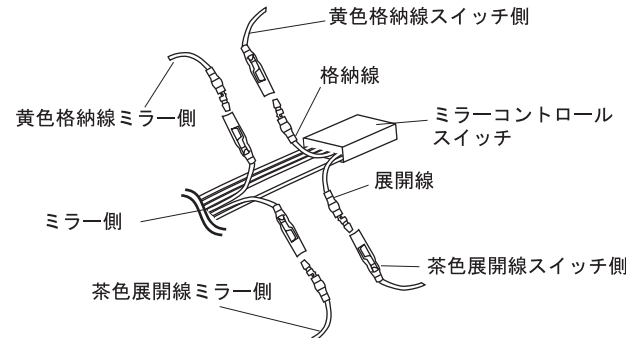 黄色格納線スイッチ側
格納線
黄色格納線ミラー側
ミラーコントロール
スイッチ
展開線
ミラー側
茶色展開線スイッチ側
茶色展開線ミラー側